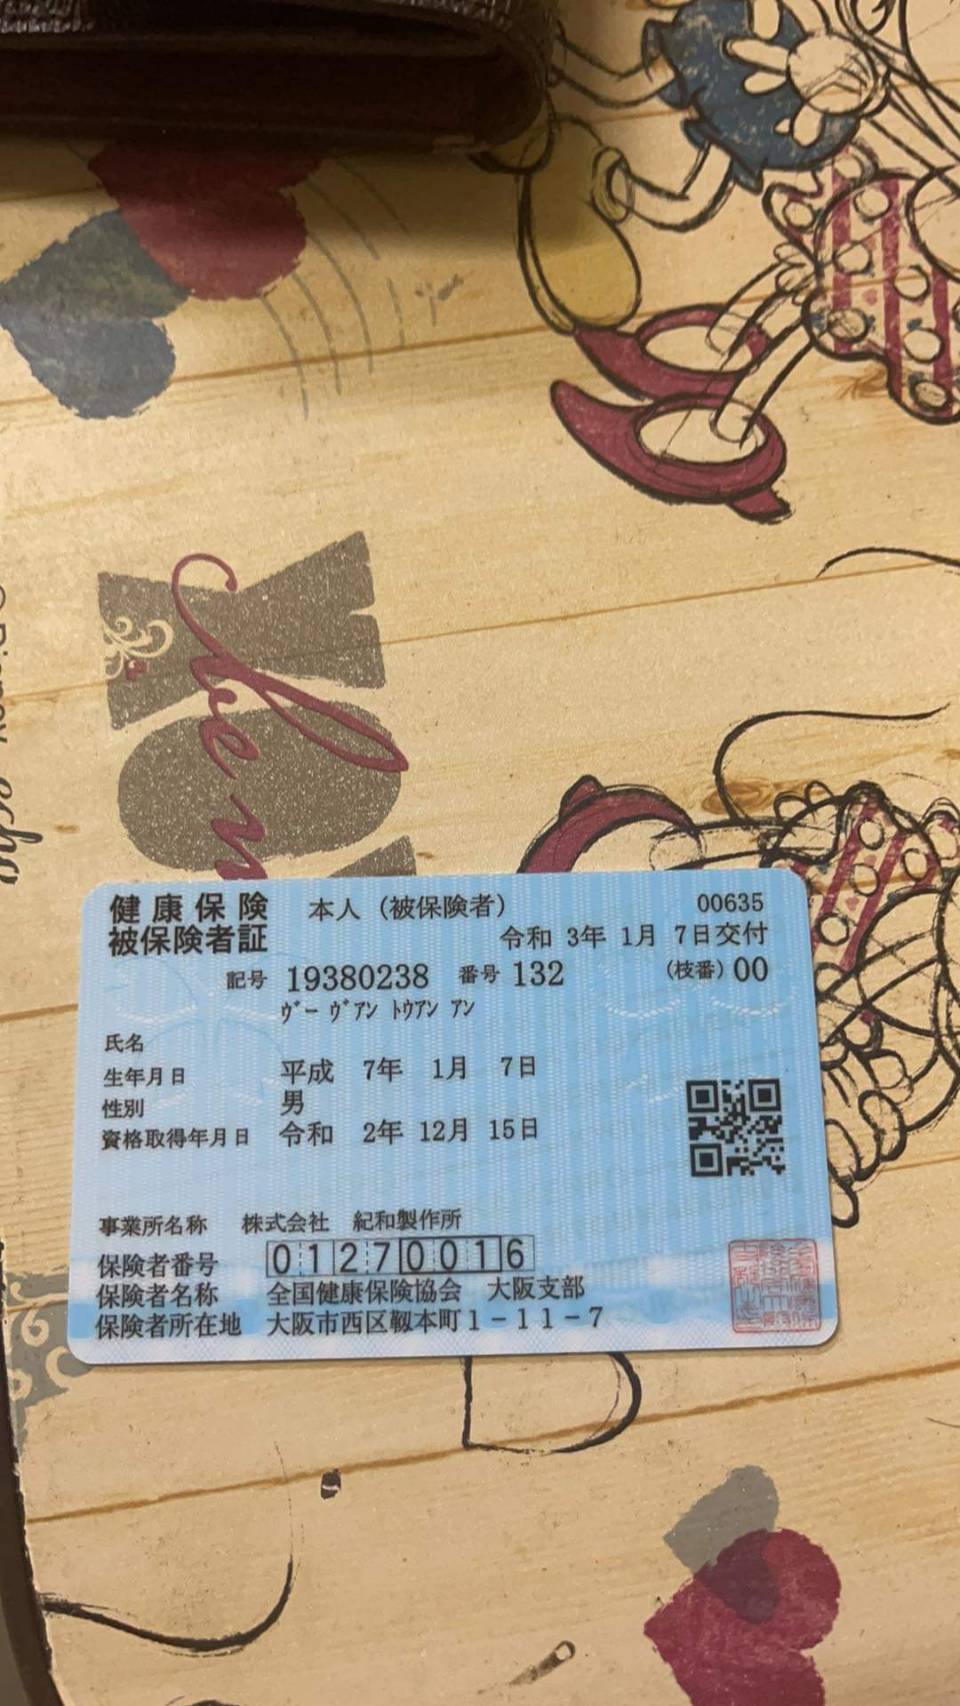 健康保険 本人(被保険者) 00635
被保険者証 令和 3年 1月 7日交付
記号 19380238 番号 132 (枝番) 00
ヴー ヴァン トウアン アン
氏名
生年月日 平成 7年 1月 7日
性別 男
資格取得年月日 令和 2年 12月 15日
事業所名称 株式会社 紀和製作所
保険者番号 01270016
保険者名称 全国健康保険協会 大阪支部
保険者所在地 大阪市西区靱本町1-11-7